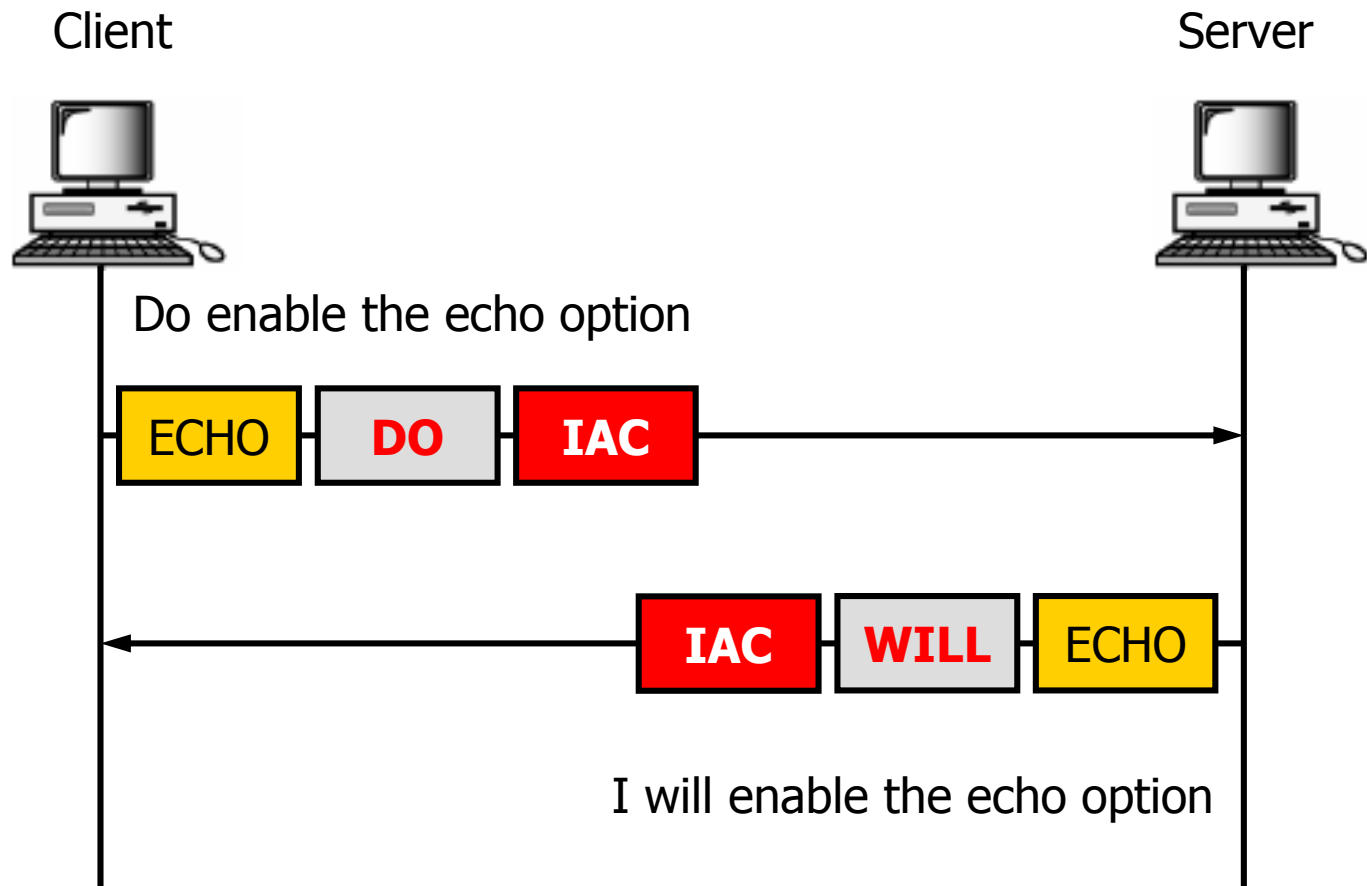 Client Server
Do enable the echo option
ECHO DO IAC
IAC WILL ECHO
I will enable the echo option